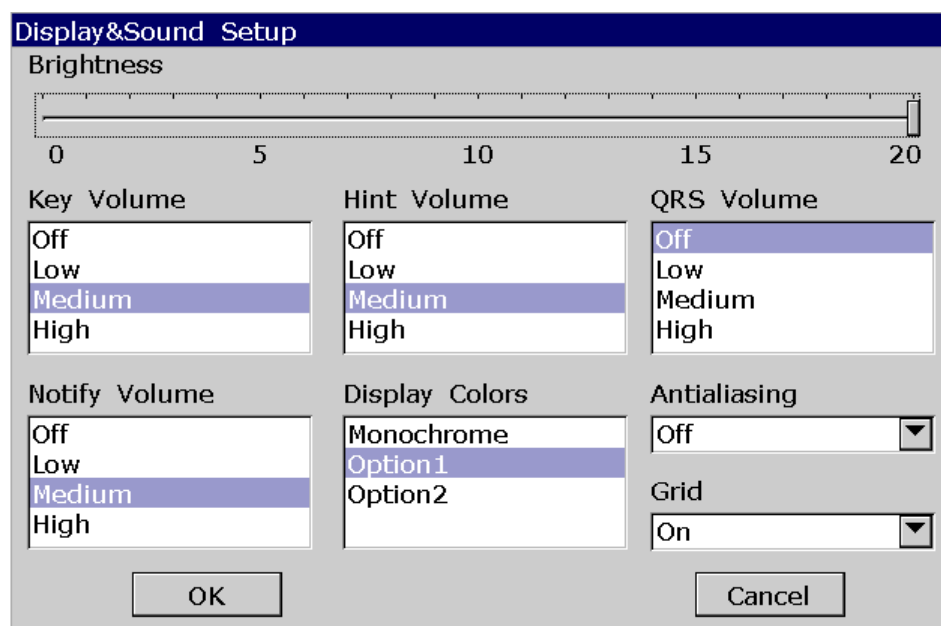 Display&Sound Setup
Brightness
0 5 10 15 20
Key Volume
Off
Low
Medium
High
Hint Volume
Off
Low
Medium
High
QRS Volume
Off
Low
Medium
High
Notify Volume
Off
Low
Medium
High
Display Colors
Monochrome
Option1
Option2
Antialiasing
Off
Grid
On
OK
Cancel